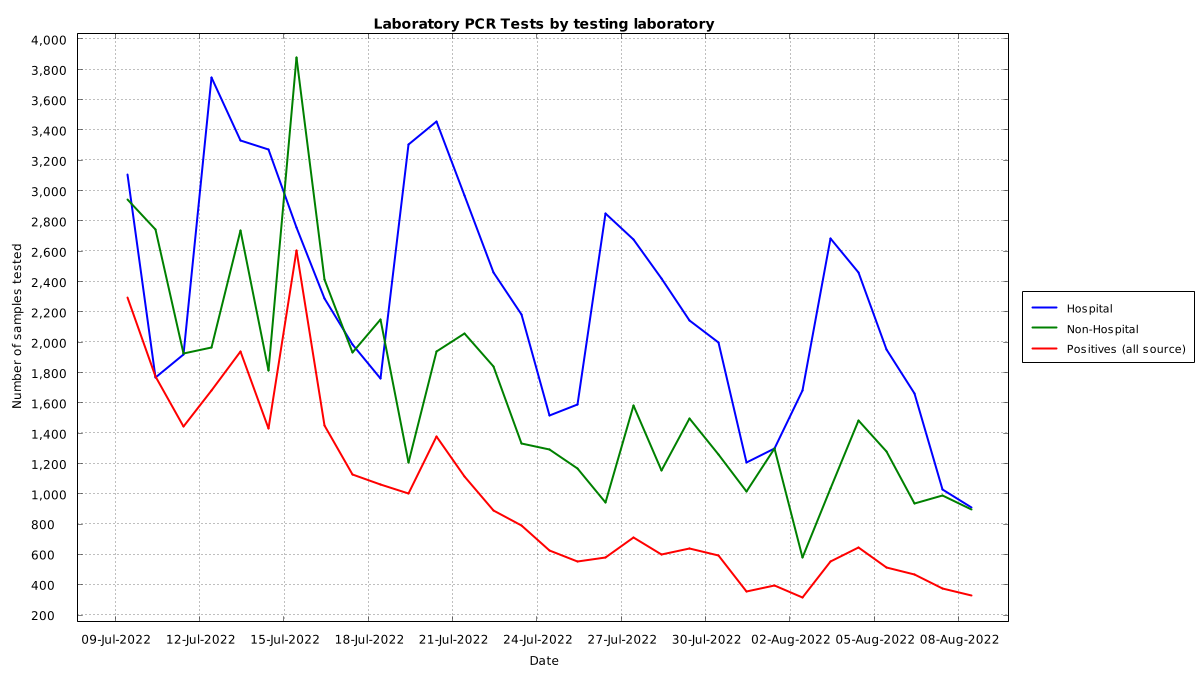 Laboratory PCR Tests by testing laboratory
4,000
3,800
3,600
3,400
3,200
3,000
2,800
2,600
2,400
2,200
2,000
1,800
1,600
1,400
1,200
1,000
800
600
400
200
Number of samples tested
09-Jul-2022 12-Jul-2022 15-Jul-2022 18-Jul-2022 21-Jul-2022 24-Jul-2022 27-Jul-2022 30-Jul-2022 02-Aug-2022 05-Aug-2022 08-Aug-2022
Date
Hospital
Non-Hospital
Positives (all source)